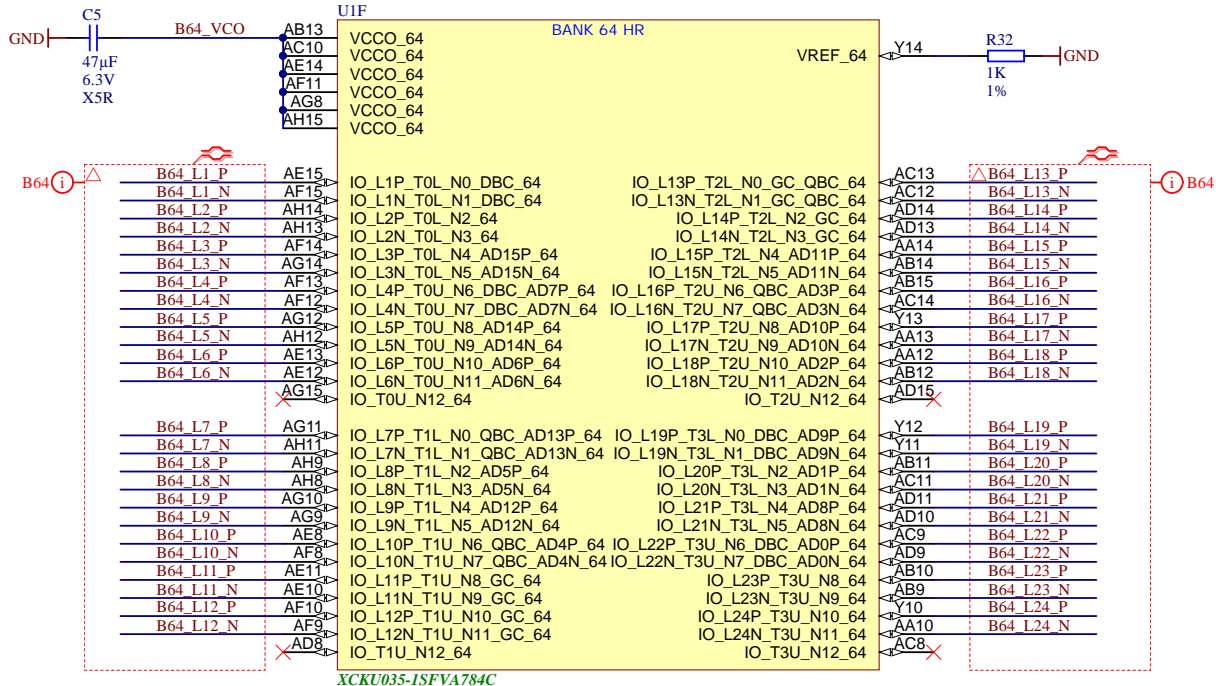 C5
GND
B64_VCO
47µF
6.3V
X5R
U1F
BANK 64 HR
AB13 VCCO_64
AC10 VCCO_64
AE14 VCCO_64
AF11 VCCO_64
AG8 VCCO_64
AH15 VCCO_64
VREF_64 Y14
R32
GND
1K
1%
B64 i
B64_L1_P AE15 IO_L1P_T0L_N0_DBC_64 IO_L13P_T2L_N0_GC_QBC_64 AC13 B64_L13_P
i B64
B64_L1_N AF15 IO_L1N_T0L_N1_DBC_64 IO_L13N_T2L_N1_GC_QBC_64 AC12 B64_L13_N
B64_L2_P AH14 IO_L2P_T0L_N2_64 IO_L14P_T2L_N2_GC_64 AD14 B64_L14_P
B64_L2_N AH13 IO_L2N_T0L_N3_64 IO_L14N_T2L_N3_GC_64 AD13 B64_L14_N
B64_L3_P AF14 IO_L3P_T0L_N4_AD15P_64 IO_L15P_T2L_N4_AD11P_64 AA14 B64_L15_P
B64_L3_N AG14 IO_L3N_T0L_N5_AD15N_64 IO_L15N_T2L_N5_AD11N_64 AB14 B64_L15_N
B64_L4_P AF13 IO_L4P_T0U_N6_DBC_AD7P_64 IO_L16P_T2U_N6_QBC_AD3P_64 AB15 B64_L16_P
B64_L4_N AF12 IO_L4N_T0U_N7_DBC_AD7N_64 IO_L16N_T2U_N7_QBC_AD3N_64 AC14 B64_L16_N
B64_L5_P AG12 IO_L5P_T0U_N8_AD14P_64 IO_L17P_T2U_N8_AD10P_64 Y13 B64_L17_P
B64_L5_N AH12 IO_L5N_T0U_N9_AD14N_64 IO_L17N_T2U_N9_AD10N_64 AA13 B64_L17_N
B64_L6_P AE13 IO_L6P_T0U_N10_AD6P_64 IO_L18P_T2U_N10_AD2P_64 AA12 B64_L18_P
B64_L6_N AE12 IO_L6N_T0U_N11_AD6N_64 IO_L18N_T2U_N11_AD2N_64 AB12 B64_L18_N
AG15 IO_T0U_N12_64 IO_T2U_N12_64 AD15
B64_L7_P AG11 IO_L7P_T1L_N0_QBC_AD13P_64 IO_L19P_T3L_N0_DBC_AD9P_64 Y12 B64_L19_P
B64_L7_N AH11 IO_L7N_T1L_N1_QBC_AD13N_64 IO_L19N_T3L_N1_DBC_AD9N_64 Y11 B64_L19_N
B64_L8_P AH9 IO_L8P_T1L_N2_AD5P_64 IO_L20P_T3L_N2_AD1P_64 AB11 B64_L20_P
B64_L8_N AH8 IO_L8N_T1L_N3_AD5N_64 IO_L20N_T3L_N3_AD1N_64 AC11 B64_L20_N
B64_L9_P AG10 IO_L9P_T1L_N4_AD12P_64 IO_L21P_T3L_N4_AD8P_64 AD11 B64_L21_P
B64_L9_N AG9 IO_L9N_T1L_N5_AD12N_64 IO_L21N_T3L_N5_AD8N_64 AD10 B64_L21_N
B64_L10_P AE8 IO_L10P_T1U_N6_QBC_AD4P_64 IO_L22P_T3U_N6_DBC_AD0P_64 AC9 B64_L22_P
B64_L10_N AF8 IO_L10N_T1U_N7_QBC_AD4N_64 IO_L22N_T3U_N7_DBC_AD0N_64 AD9 B64_L22_N
B64_L11_P AE11 IO_L11P_T1U_N8_GC_64 IO_L23P_T3U_N8_64 AB10 B64_L23_P
B64_L11_N AE10 IO_L11N_T1U_N9_GC_64 IO_L23N_T3U_N9_64 AB9 B64_L23_N
B64_L12_P AF10 IO_L12P_T1U_N10_GC_64 IO_L24P_T3U_N10_64 Y10 B64_L24_P
B64_L12_N AF9 IO_L12N_T1U_N11_GC_64 IO_L24N_T3U_N11_64 AA10 B64_L24_N
AD8 IO_T1U_N12_64 IO_T3U_N12_64 AC8
XCKU035-1SFVA784C